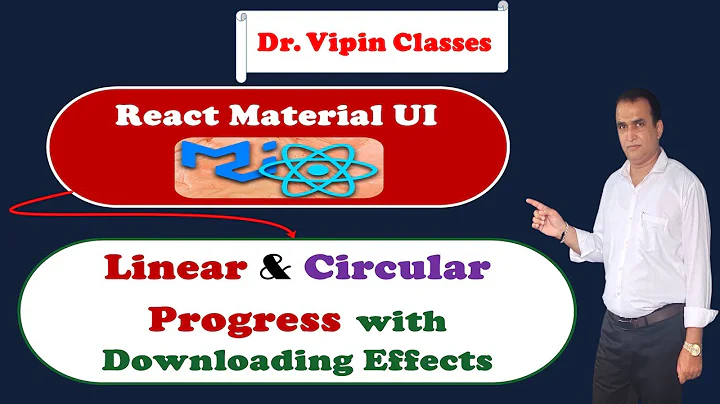 Dr. Vipin Classes
React Material UI
Linear & Circular
Progress with
Downloading Effects